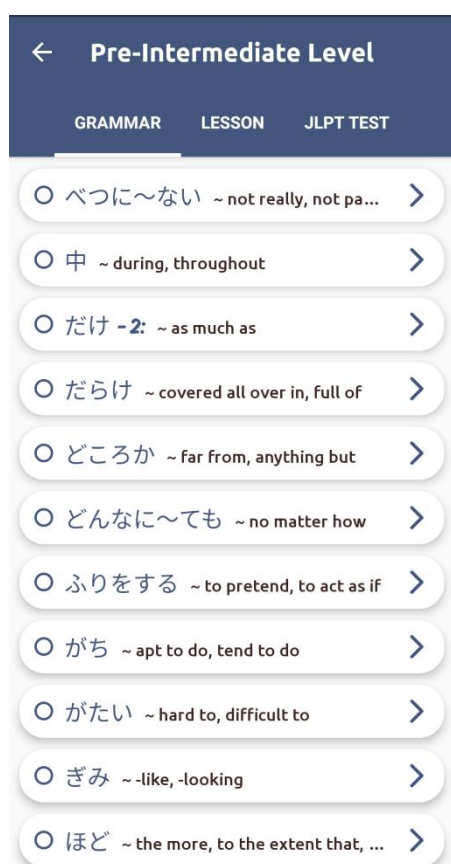 Pre-Intermediate Level
GRAMMAR LESSON JLPT TEST
べつに〜ない ~ not really, not pa...
中 ~ during, throughout
だけ - 2: ~ as much as
だらけ ~ covered all over in, full of
どころか ~ far from, anything but
どんなに〜ても ~ no matter how
ふりをする ~ to pretend, to act as if
がち ~ apt to do, tend to do
がたい ~ hard to, difficult to
ぎみ ~ -like, -looking
ほど ~ the more, to the extent that, ...